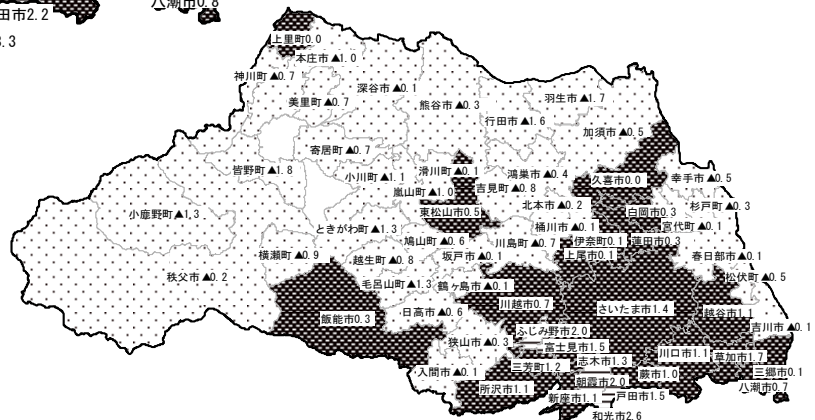 田市2.2
八潮市0.8
3.3
上里町0.0
本庄市▲1.0
神川町▲0.7
深谷市▲0.1
美里町▲0.7
熊谷市▲0.3
羽生市▲1.7
行田市▲1.6
加須市▲0.5
寄居町▲0.7
皆野町▲1.8
小川町▲1.1
滑川町▲0.1
鴻巣市▲0.4
久喜市0.0
幸手市▲0.5
嵐山町▲1.0
吉見町▲0.8
北本市▲0.2
杉戸町▲0.3
小鹿野町▲1.3
東松山市0.5
白岡市0.3
宮代町▲0.1
ときがわ町▲1.3
桶川市▲0.1
鳩山町▲0.6
川島町▲0.7
伊奈町0.1
蓮田市0.3
横瀬町▲0.9
越生町▲0.8
坂戸市▲0.1
上尾市0.1
春日部市▲0.1
秩父市▲0.2
毛呂山町▲1.3
鶴ヶ島市▲0.1
松伏町▲0.5
川越市0.7
さいたま市1.4
越谷市1.1
飯能市0.3
日高市▲0.6
吉川市▲0.1
ふじみ野市2.0
狭山市▲0.3
富士見市1.5
川口市1.1
草加市1.7
三芳町1.2
志木市1.3
入間市▲0.1
朝霞市2.0
蕨市1.0
三郷市0.1
所沢市1.1
八潮市0.7
新座市1.1
戸田市1.5
和光市2.6